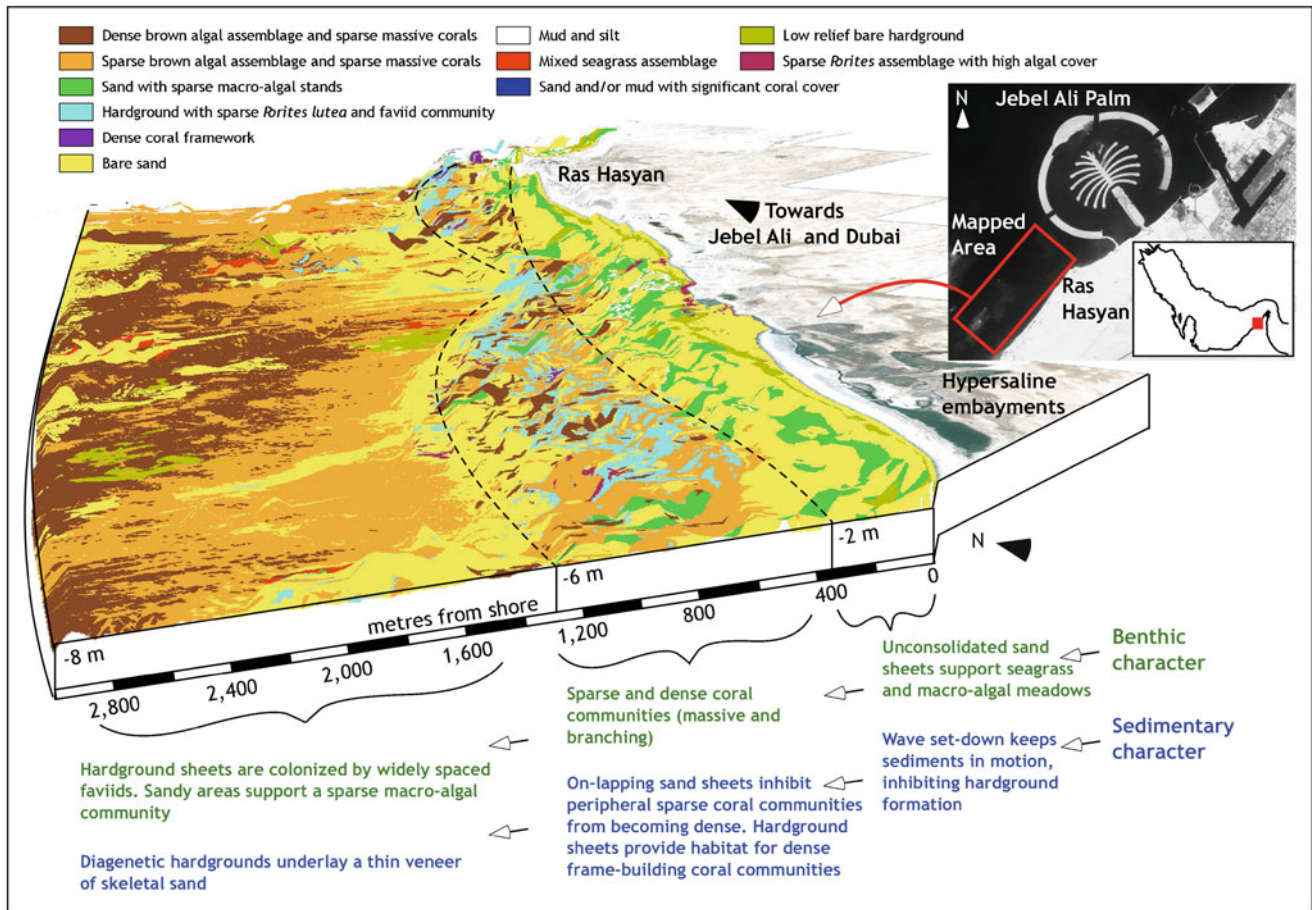 Dense brown algal assemblage and sparse massive corals
Sparse brown algal assemblage and sparse massive corals
Sand with sparse macro-algal stands
Hardground with sparse Porites lutea and faviid community
Dense coral framework
Bare sand
Mud and silt
Mixed seagrass assemblage
Sand and/or mud with significant coral cover
Low relief bare hardground
Sparse Porites assemblage with high algal cover
N
Jebel Ali Palm
Mapped
Area
Ras
Hasyan
Ras Hasyan
Towards
Jebel Ali and Dubai
Hypersaline
embayments
N
-2 m
-6 m
-8 m
metres from shore
0
400
800
1,200
1,600
2,000
2,400
2,800
Unconsolidated sand
sheets support seagrass
and macro-algal meadows
Benthic
character
Sparse and dense coral
communities (massive and
branching)
Hardground sheets are colonized by widely spaced
faviids. Sandy areas support a sparse macro-algal
community
Sedimentary
character
Wave set-down keeps
sediments in motion,
inhibiting hardground
formation
On-lapping sand sheets inhibit
peripheral sparse coral communities
from becoming dense. Hardground
sheets provide habitat for dense
frame-building coral communities
Diagenetic hardgrounds underlay a thin veneer
of skeletal sand